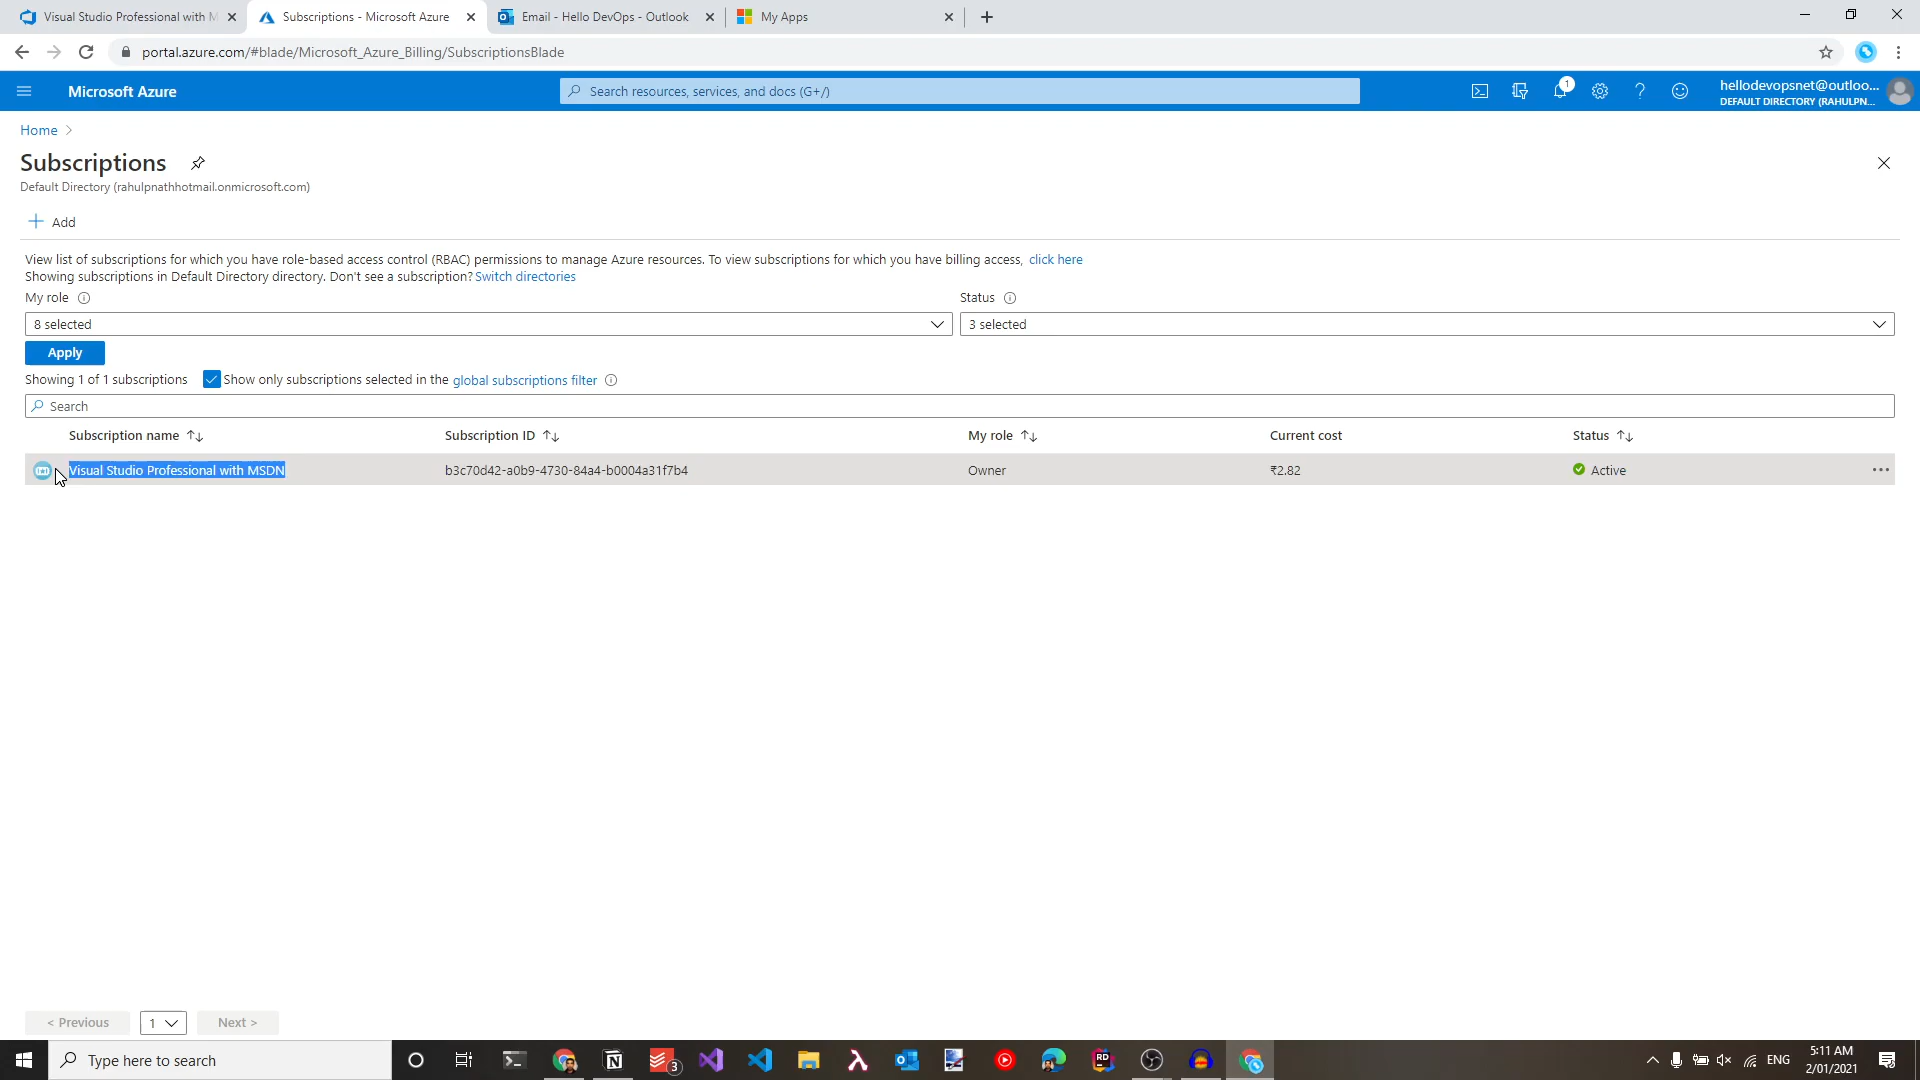 Visual Studio Professional with M
Subscriptions - Microsoft Azure
Email - Hello DevOps - Outlook
My Apps
portal.azure.com/#blade/Microsoft_Azure_Billing/SubscriptionsBlade
Microsoft Azure
Search resources, services, and docs (G+/)
1
hellodevopsnet@outloo...
DEFAULT DIRECTORY (RAHULPN...
Home
Subscriptions
Default Directory (rahulpnathhotmail.onmicrosoft.com)
Add
View list of subscriptions for which you have role-based access control (RBAC) permissions to manage Azure resources. To view subscriptions for which you have billing access, click here
Showing subscriptions in Default Directory directory. Don't see a subscription? Switch directories
My role
Status
8 selected
3 selected
Apply
Showing 1 of 1 subscriptions
Show only subscriptions selected in the global subscriptions filter
Search
Subscription name
Subscription ID
My role
Current cost
Status
Visual Studio Professional with MSDN
b3c70d42-a0b9-4730-84a4-b0004a31f7b4
Owner
₹2.82
Active
< Previous
1
Next >
Type here to search
3
RD
ENG
5:11 AM
2/01/2021